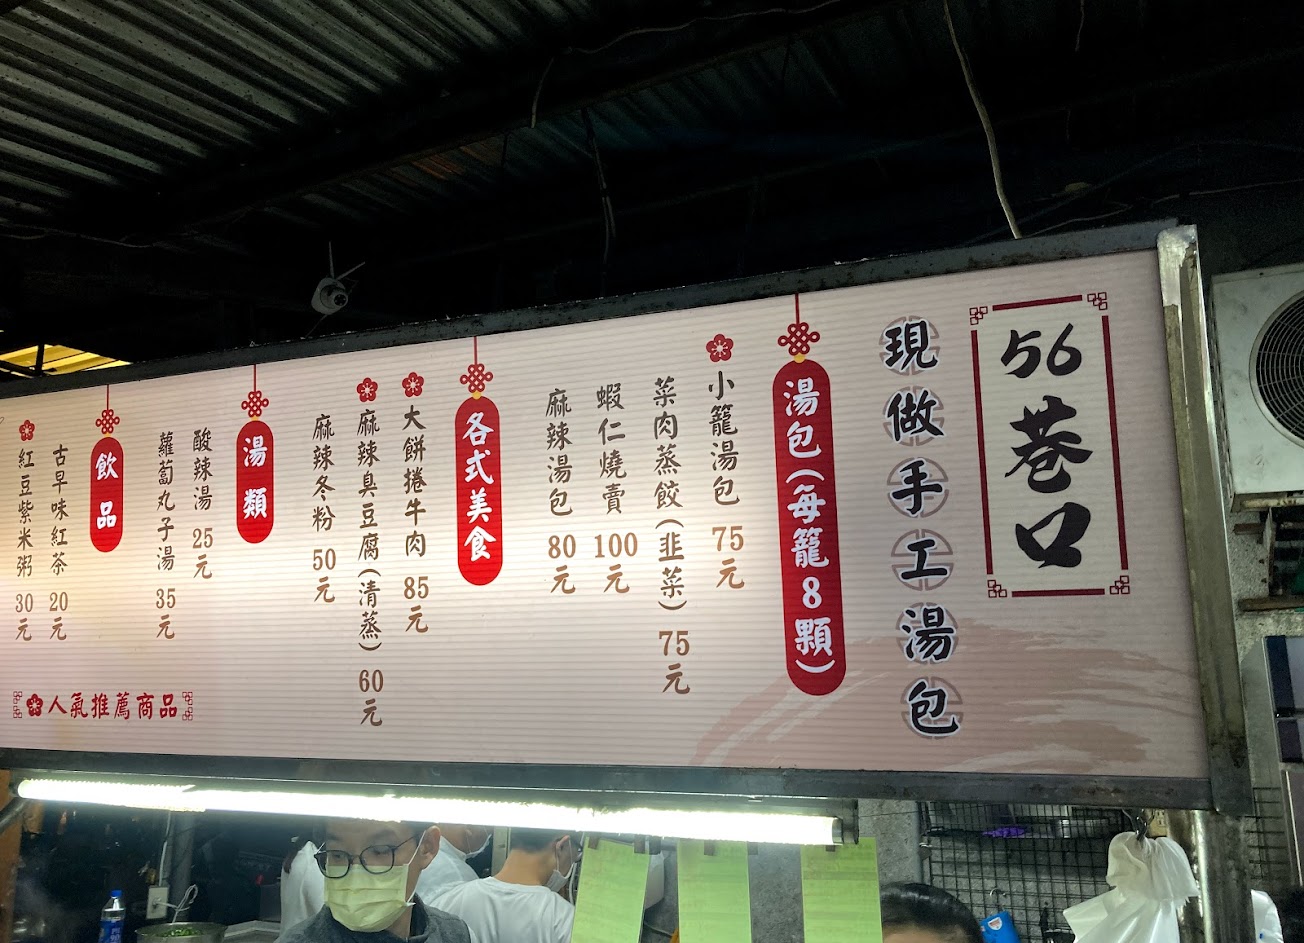 56巷口
現做手工湯包
湯包(每籠8顆)
小籠湯包 75元
菜肉蒸餃(韭菜) 75元
蝦仁燒賣 100元
麻辣湯包 80元
各式美食
大餅捲牛肉 85元
麻辣臭豆腐(清蒸) 60元
麻辣冬粉 50元
湯類
酸辣湯 25元
蘿蔔丸子湯 35元
飲品
古早味紅茶 20元
紅豆紫米粥 30元
人氣推薦商品